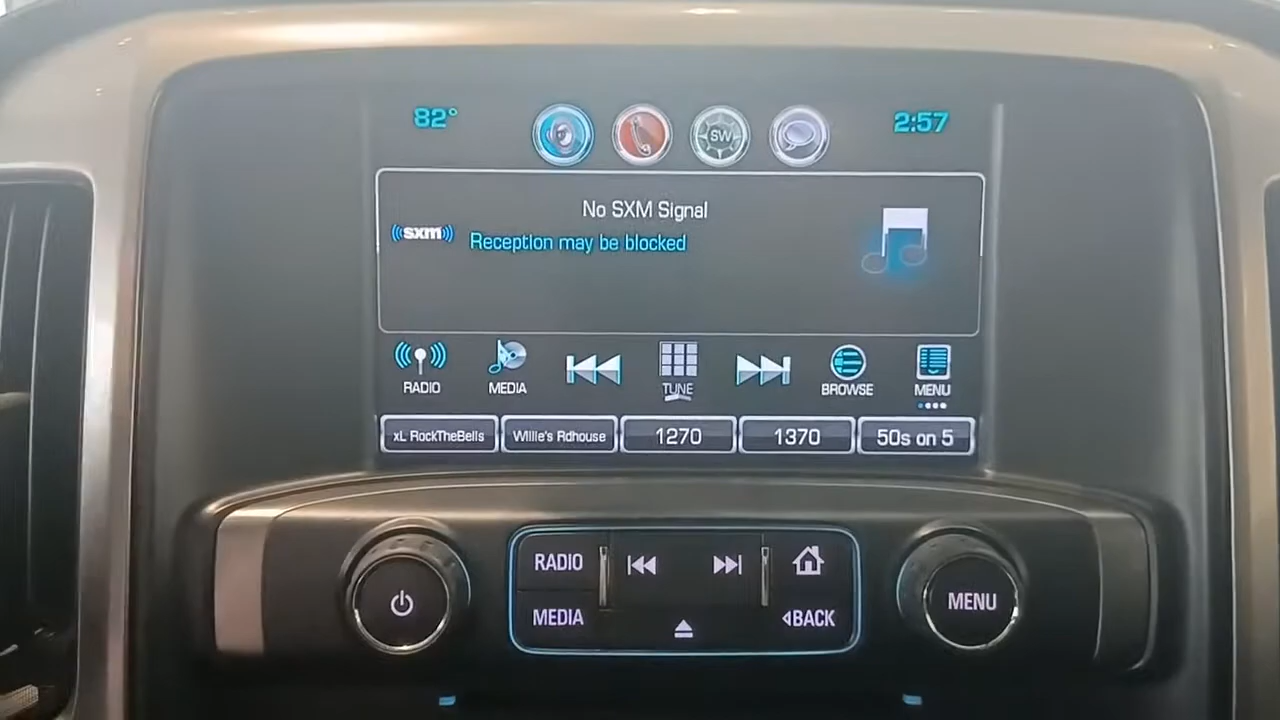 82°
SW
2:57
No SXM Signal
((sxm))
Reception may be blocked
RADIO
MEDIA
TUNE
BROWSE
MENU
xL RockTheBells
Willie's Rdhouse
1270
1370
50s on 5
RADIO
MEDIA
BACK
MENU